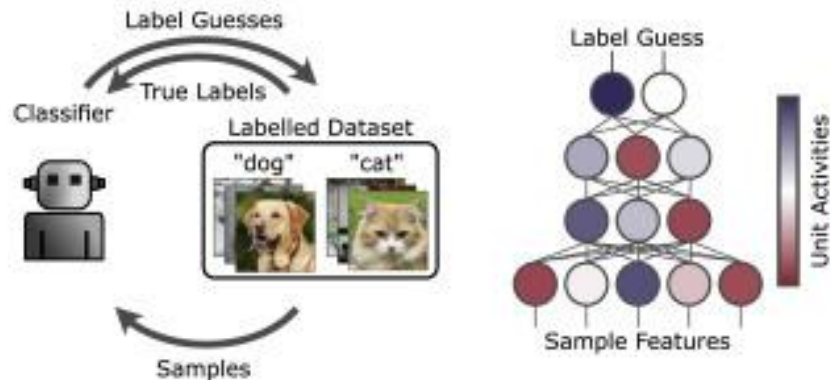 Label Guesses
True Labels
Classifier
Labelled Dataset
"dog" "cat"
Samples
Label Guess
Unit Activities
Sample Features